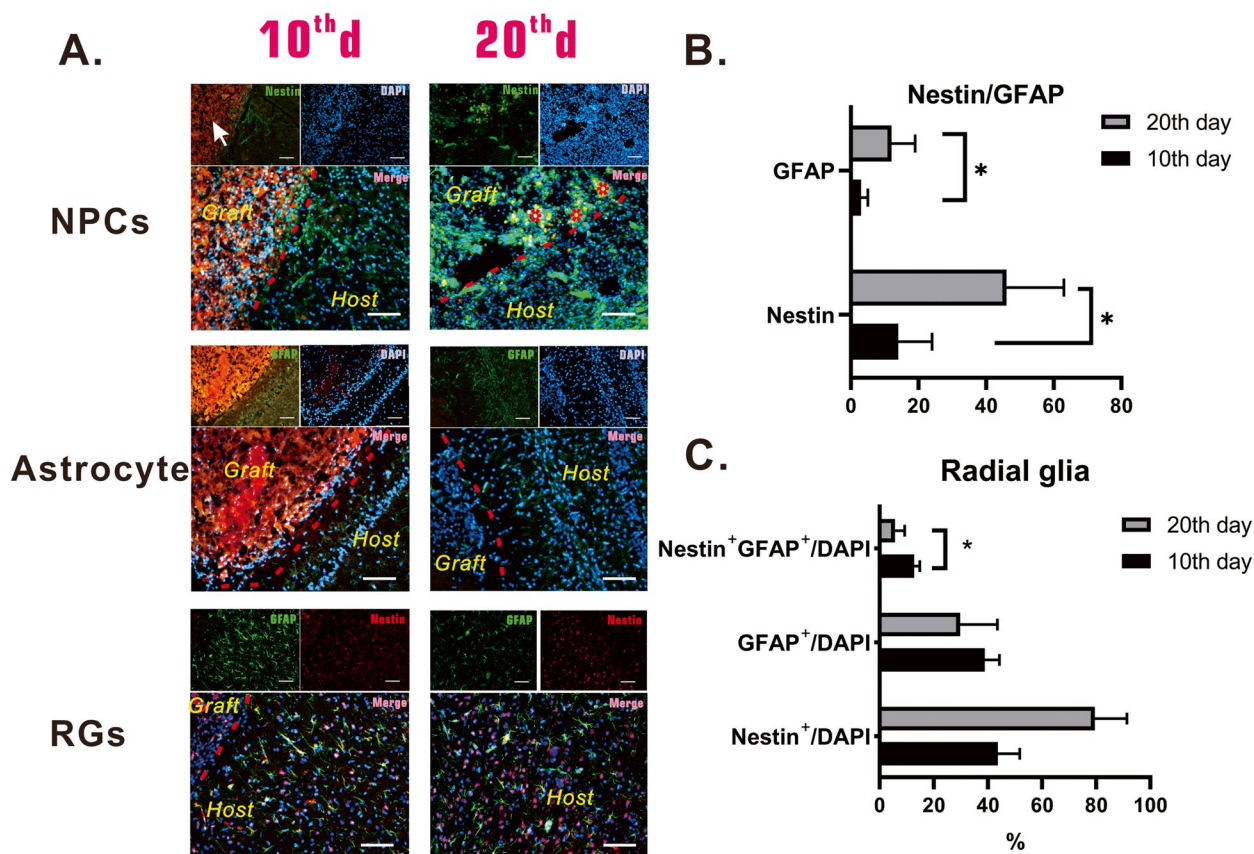 A.
10th d
20th d
NPCs
Nestin
DAPI
Merge
Graft
Host
Nestin
DAPI
Merge
Graft
Host
Astrocyte
GFAP
DAPI
Merge
Graft
Host
GFAP
DAPI
Merge
Host
Graft
RGs
GFAP
Nestin
Merge
Graft
Host
GFAP
Nestin
Merge
Host
B.
Nestin/GFAP
20th day
10th day
GFAP
*
Nestin
*
0 20 40 60 80
C.
Radial glia
20th day
10th day
Nestin+GFAP+/DAPI
*
GFAP+/DAPI
Nestin+/DAPI
0 20 40 60 80 100
%